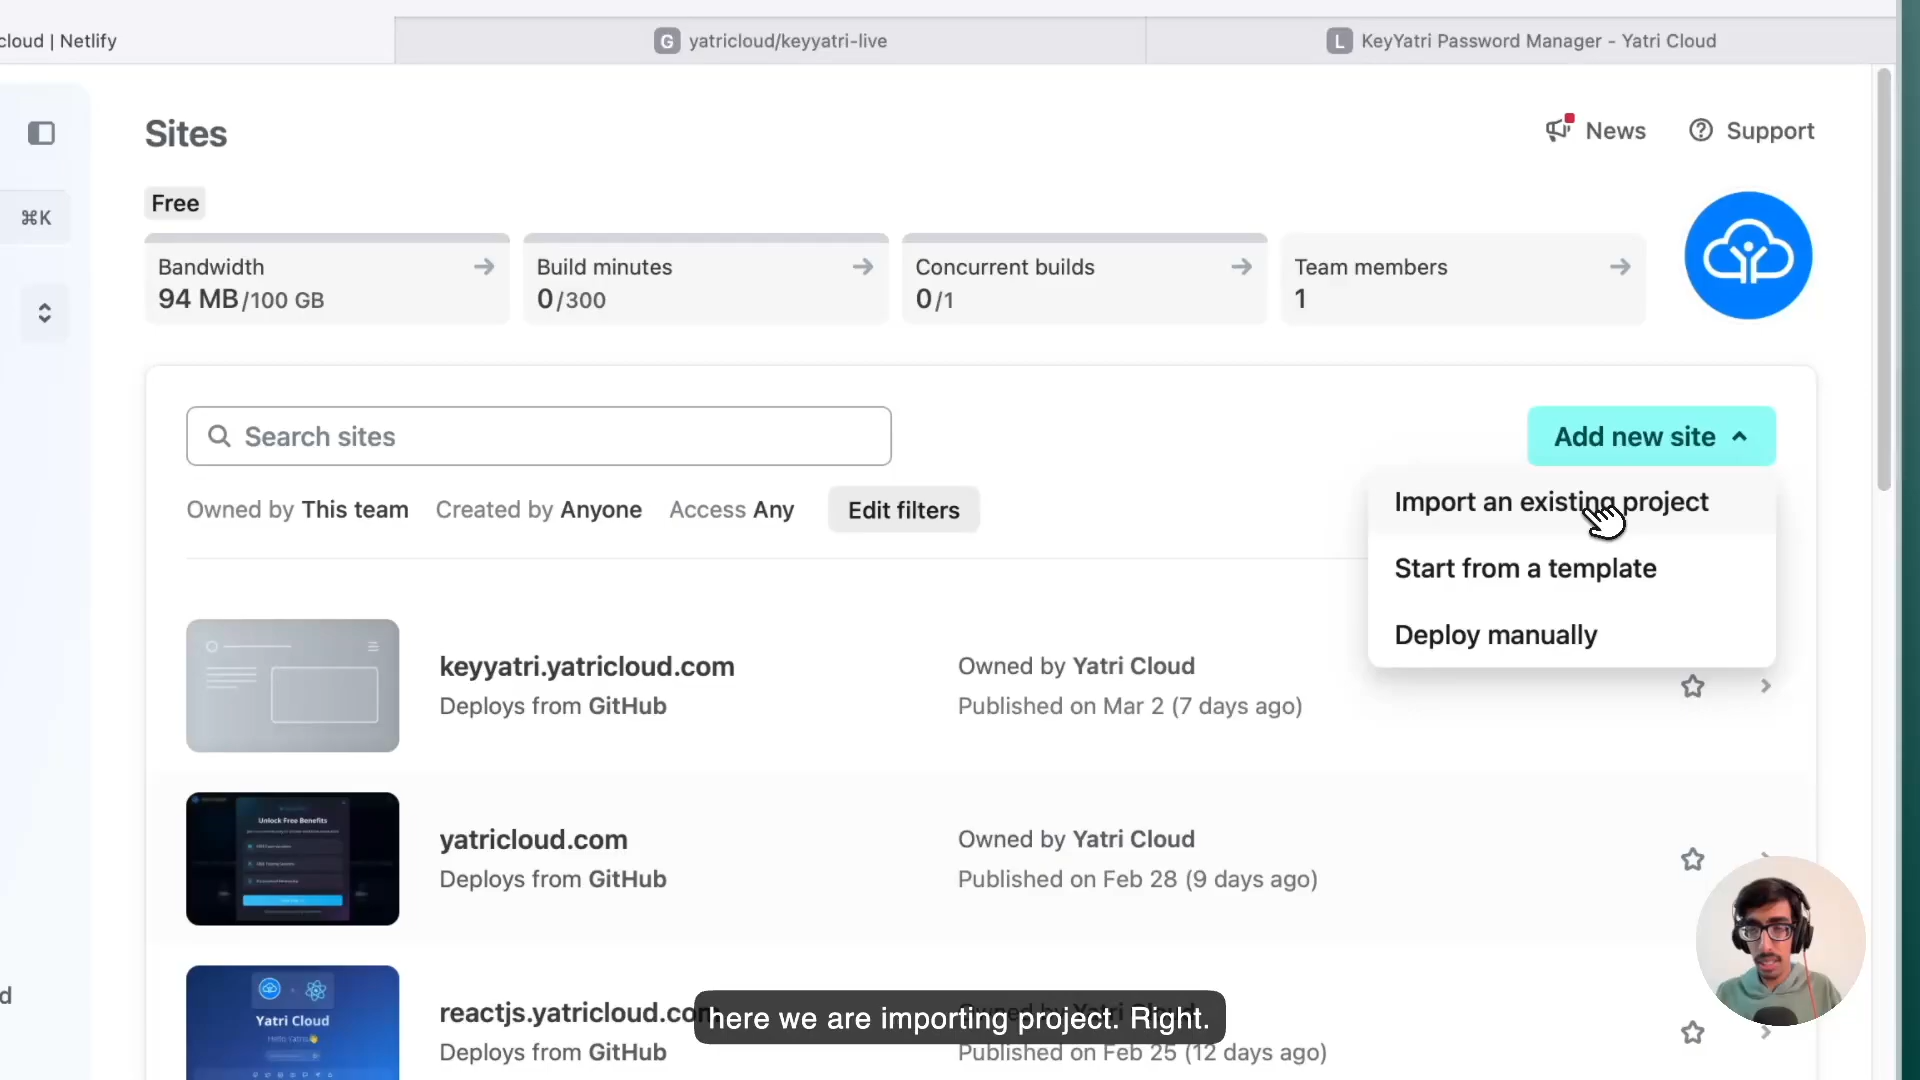 cloud | Netlify
G yatricloud/keyyatri-live
L KeyYatri Password Manager - Yatri Cloud
Sites
News
Support
⌘K
Free
Bandwidth
94 MB/100 GB
Build minutes
0/300
Concurrent builds
0/1
Team members
1
Search sites
Add new site
Owned by This team
Created by Anyone
Access Any
Edit filters
Import an existing project
Start from a template
Deploy manually
keyyatri.yatricloud.com
Deploys from GitHub
Owned by Yatri Cloud
Published on Mar 2 (7 days ago)
Unlock Free Benefits
yatricloud.com
Deploys from GitHub
Owned by Yatri Cloud
Published on Feb 28 (9 days ago)
d
Yatri Cloud
reactjs.yatricloud.co
Deploys from GitHub
Published on Feb 25 (12 days ago)
here we are importing project. Right.